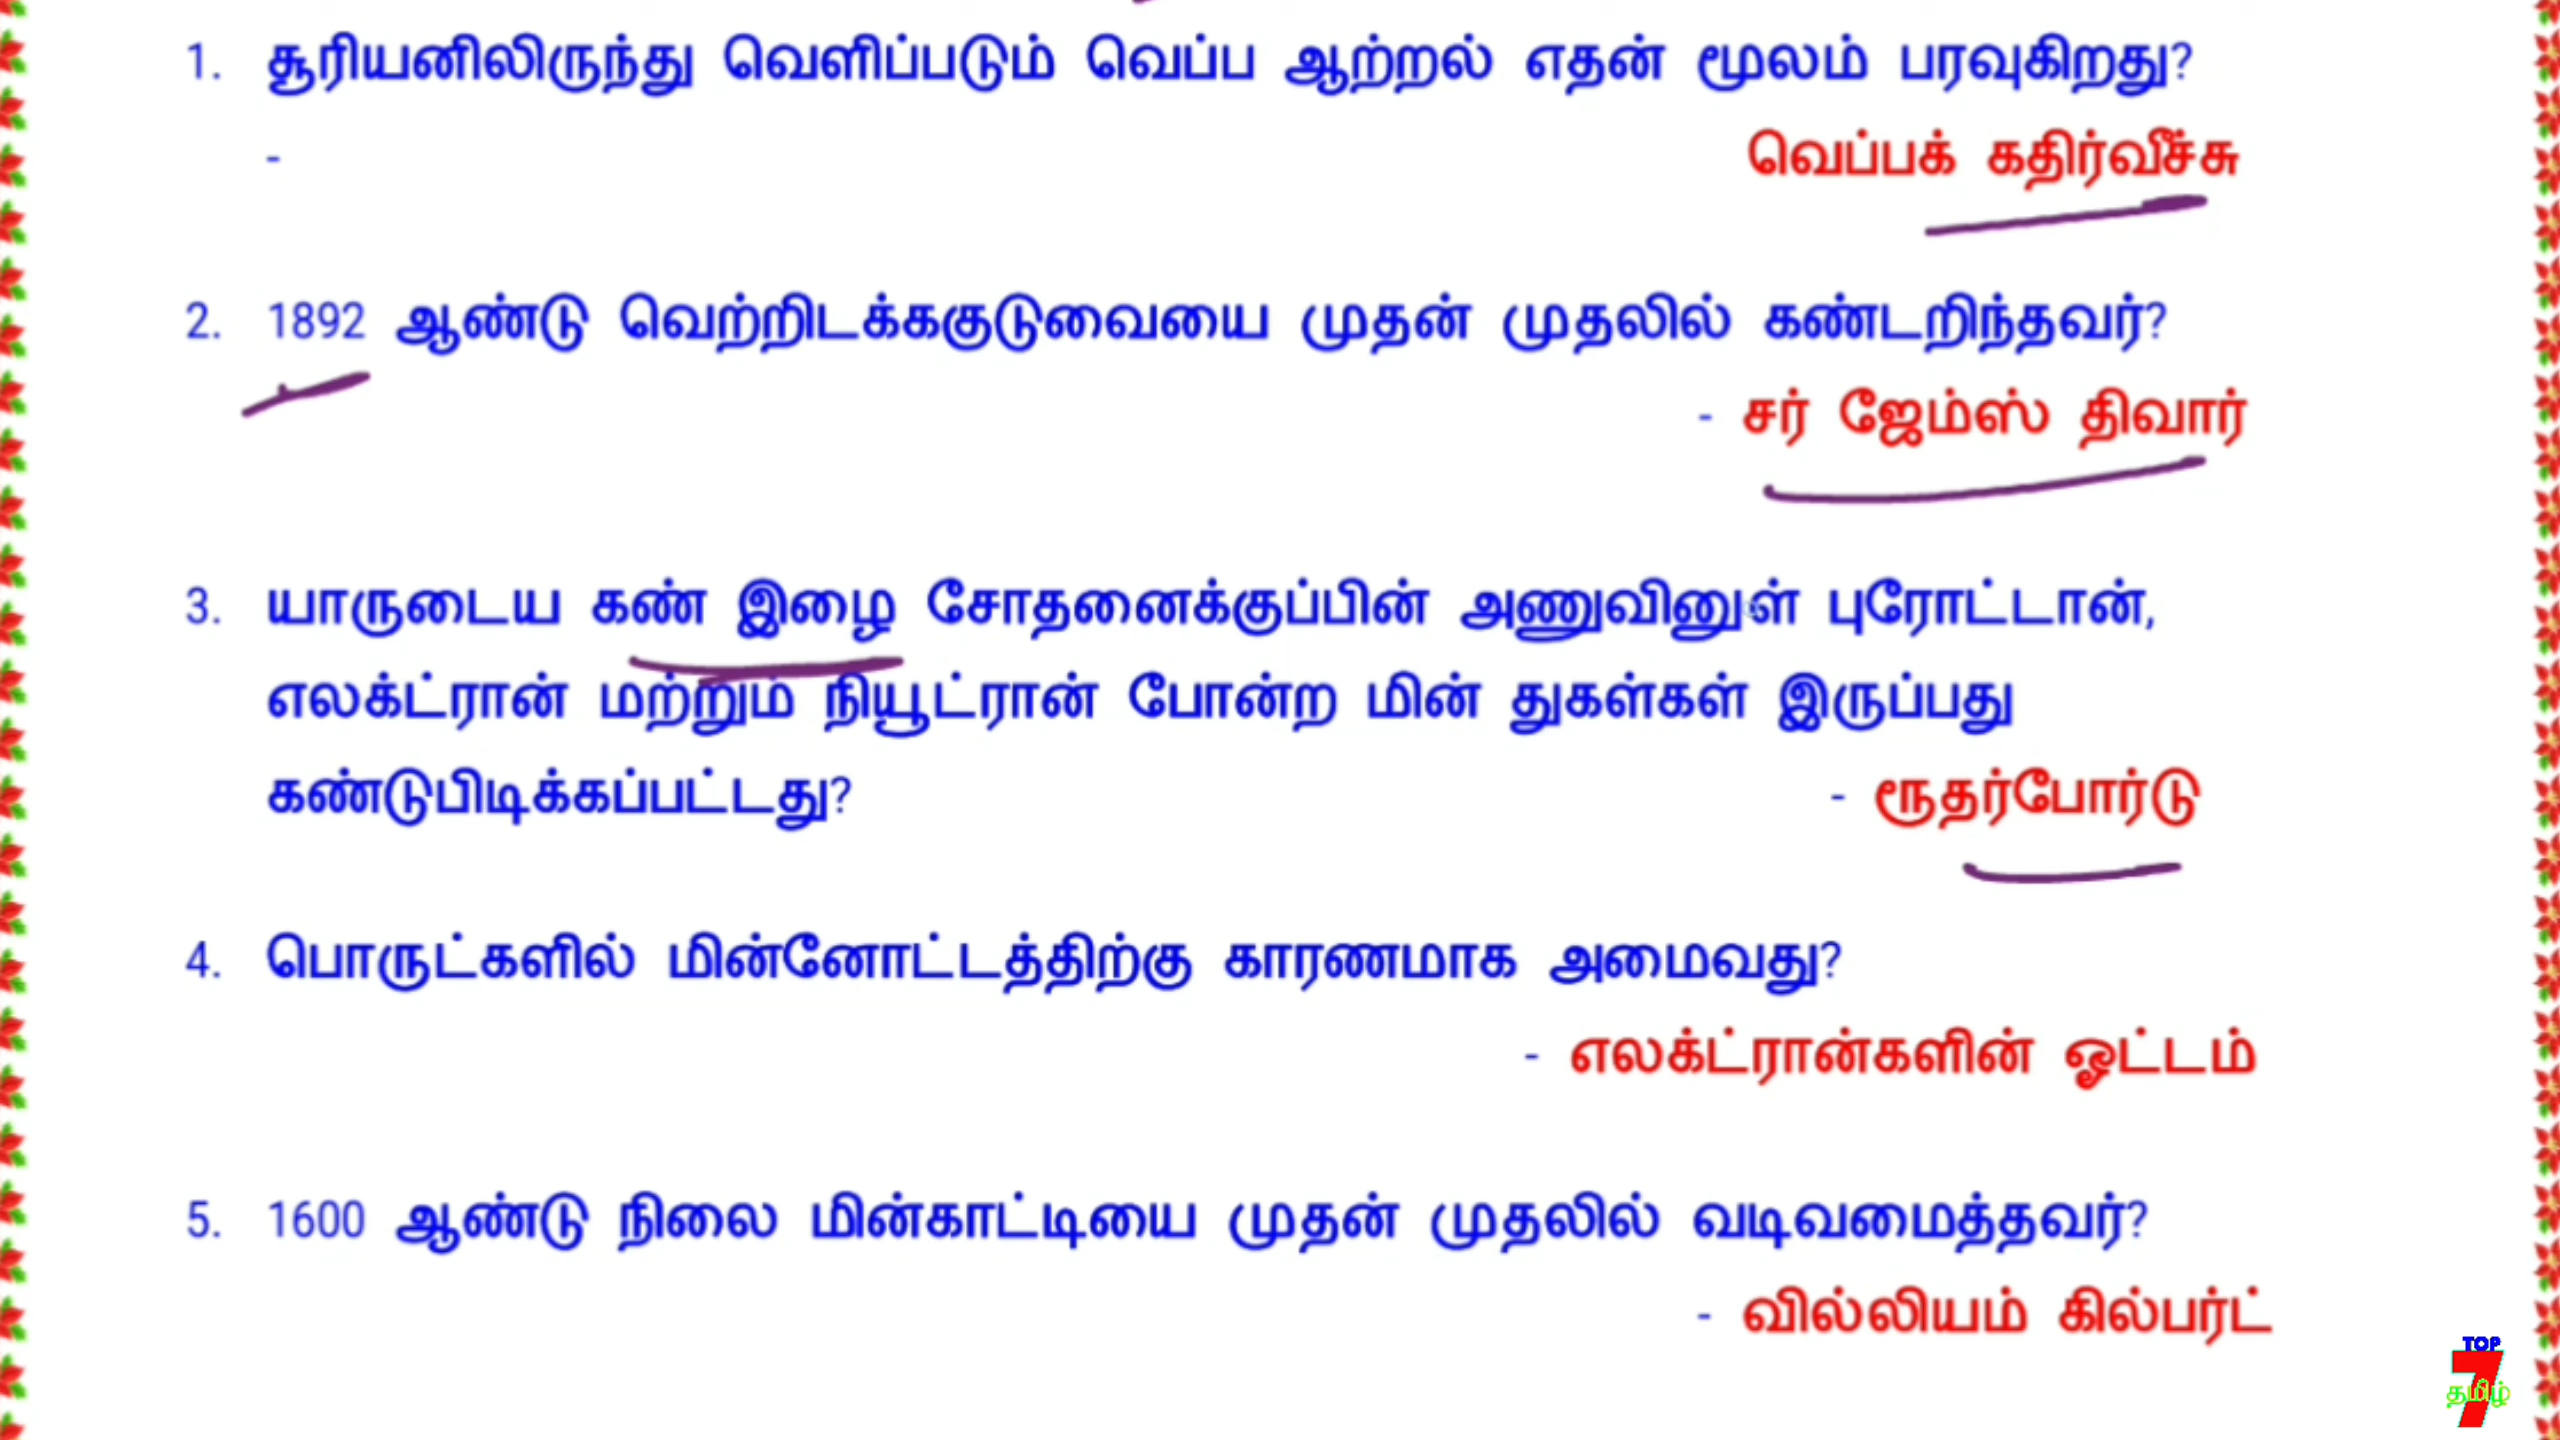 1. சூரியனிலிருந்து வெளிப்படும் வெப்ப ஆற்றல் எதன் மூலம் பரவுகிறது?
- வெப்பக் கதிர்வீச்சு
2. 1892 ஆண்டு வெற்றிடக்ககுடுவையை முதன் முதலில் கண்டறிந்தவர்?
- சர் ஜேம்ஸ் திவார்
3. யாருடைய கண் இழை சோதனைக்குப்பின் அணுவினுள் புரோட்டான்,
எலக்ட்ரான் மற்றும் நியூட்ரான் போன்ற மின் துகள்கள் இருப்பது
கண்டுபிடிக்கப்பட்டது? - ரூதர்போர்டு
4. பொருட்களில் மின்னோட்டத்திற்கு காரணமாக அமைவது?
- எலக்ட்ரான்களின் ஓட்டம்
5. 1600 ஆண்டு நிலை மின்காட்டியை முதன் முதலில் வடிவமைத்தவர்?
- வில்லியம் கில்பர்ட்
TOP
7
தமிழ்